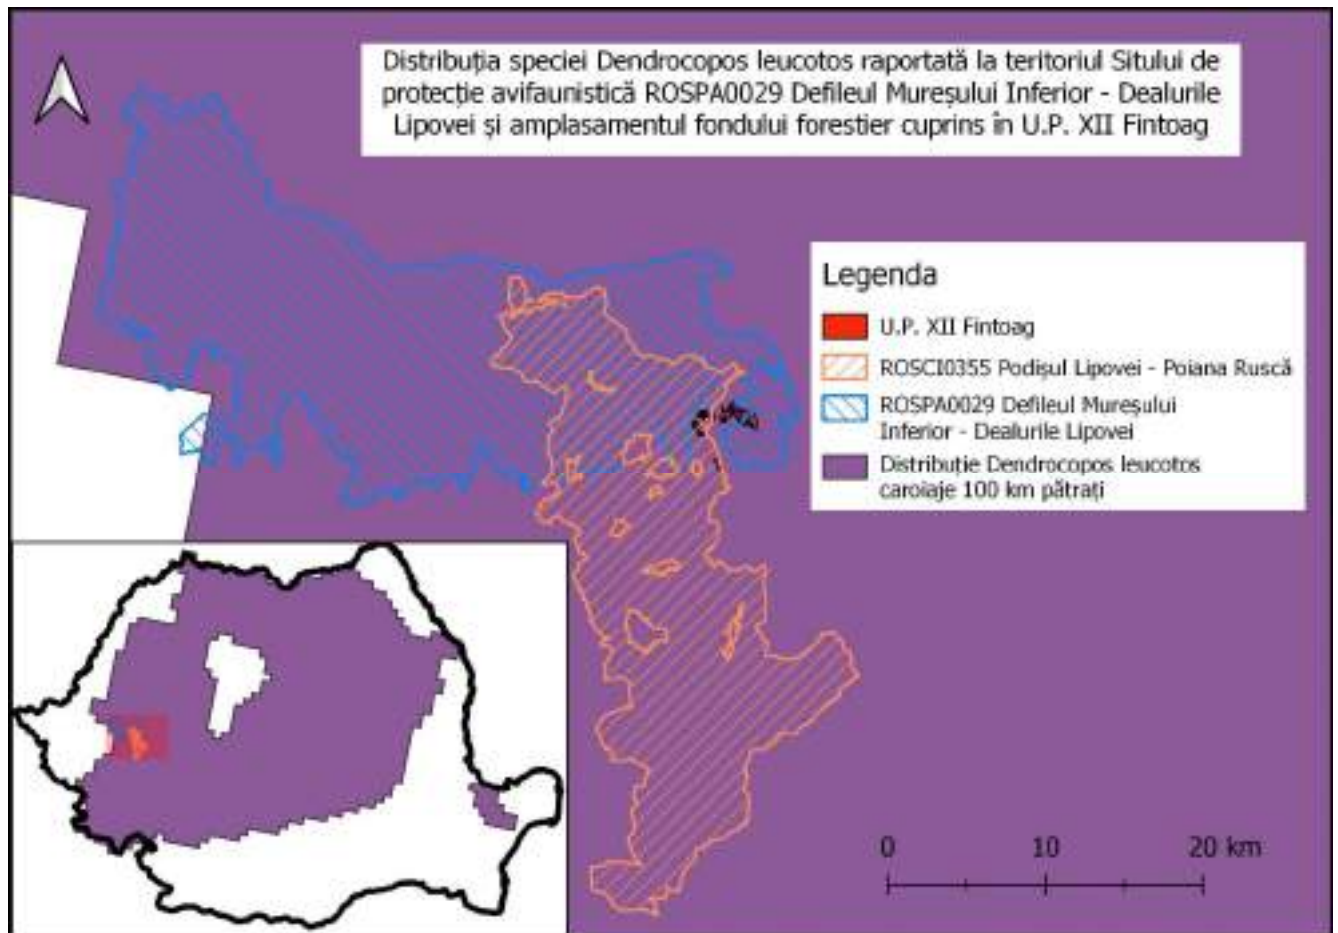 Distribuția speciei Dendrocopos leucotos raportată la teritoriul Sitului de
protecție avifaunistică ROSPA0029 Defileul Mureșului Inferior - Dealurile
Lipovei și amplasamentul fondului forestier cuprins în U.P. XII Fintoag
Legenda
U.P. XII Fintoag
ROSCI0355 Podișul Lipovei - Poiana Ruscă
ROSPA0029 Defileul Mureșului
Inferior - Dealurile Lipovei
Distribuție Dendrocopos leucotos
caroiaje 100 km pătrați
0 10 20 km